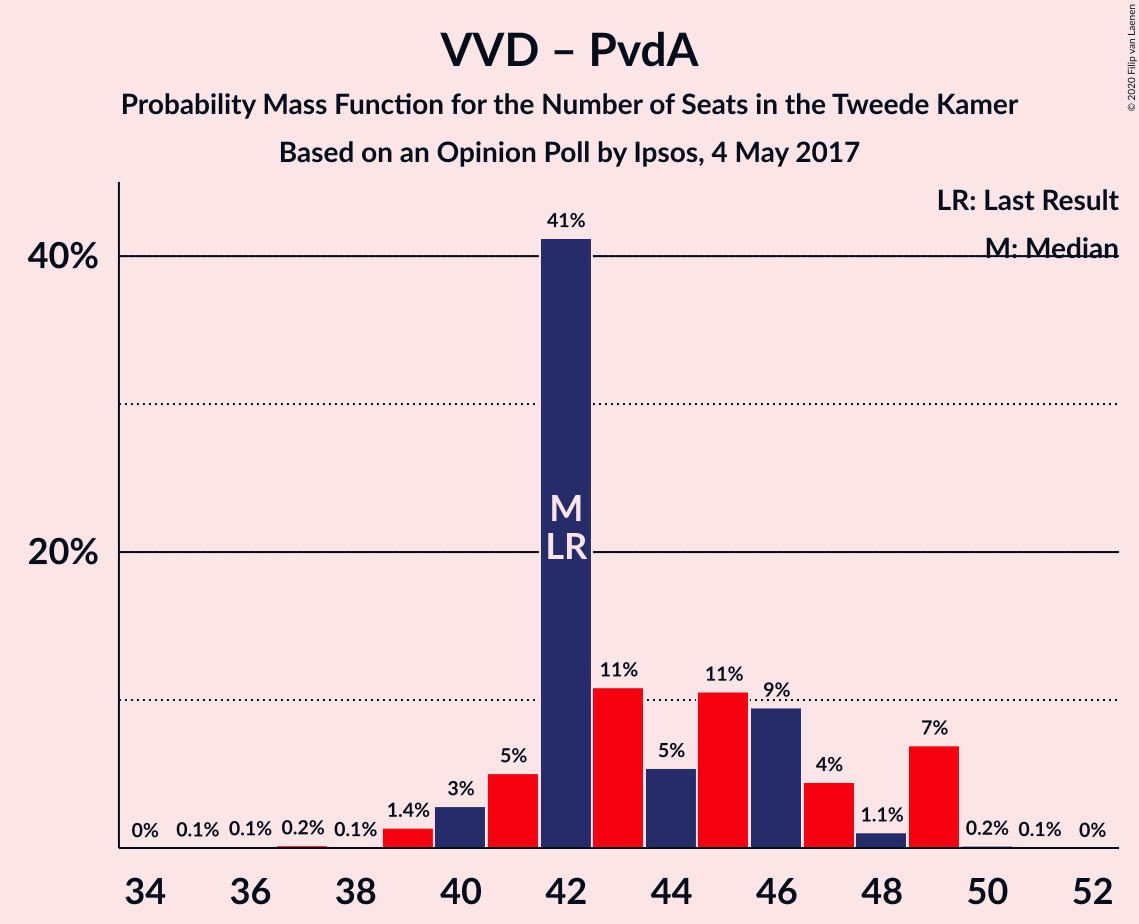 VVD – PvdA
Probability Mass Function for the Number of Seats in the Tweede Kamer
Based on an Opinion Poll by Ipsos, 4 May 2017
© 2020 Filip van Laenen
LR: Last Result
M: Median
40%
20%
0%
0.1%
0.1%
0.2%
0.1%
1.4%
3%
5%
41%
11%
5%
11%
9%
4%
1.1%
7%
0.2%
0.1%
0%
M
LR
34 36 38 40 42 44 46 48 50 52